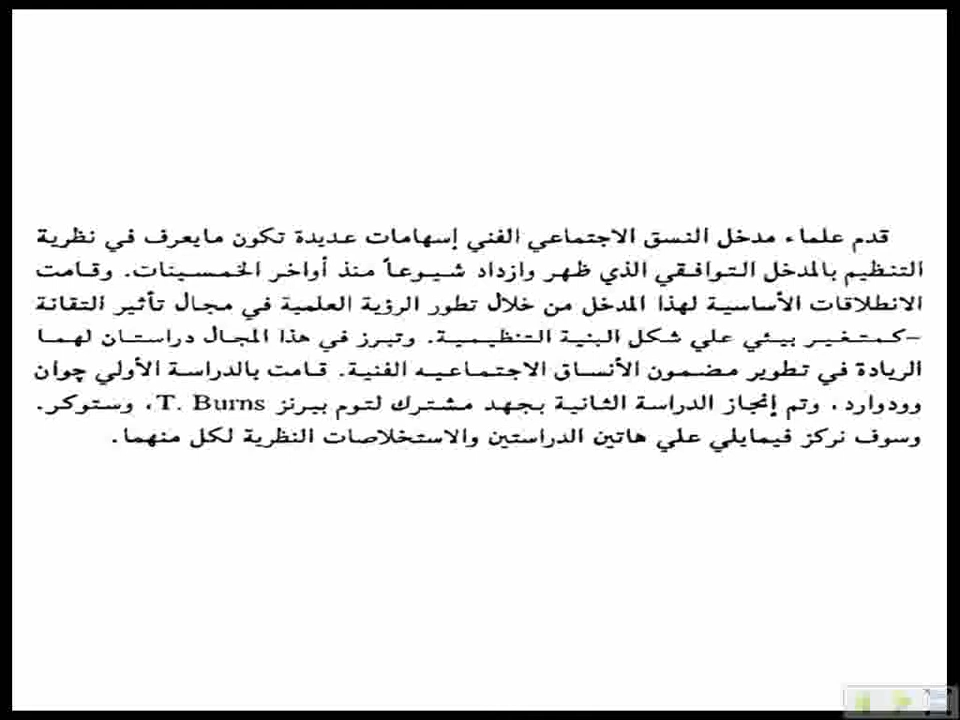 قدم علماء مدخل النسق الاجتماعي الفني إسهامات عديدة تكون مايعرف في نظرية
التنظيم بالمدخل التوافقي الذي ظهر وازداد شيوعاً منذ أواخر الخمسينات. وقامت
الانطلاقات الأساسية لهذا المدخل من خلال تطور الرؤية العلمية في مجال تأثير التقانة
-كمتغير بيئي علي شكل البنية التنظيمية. وتبرز في هذا المجال دراستان لهما
الريادة في تطوير مضمون الأنساق الاجتماعيه الفنية. قامت بالدراسة الأولي چوان
وودوارد. وتم إنجاز الدراسة الثانية بجهد مشترك لتوم بيرنز T. Burns، وستوكر.
وسوف نركز فيمايلي علي هاتين الدراستين والاستخلاصات النظرية لكل منهما.